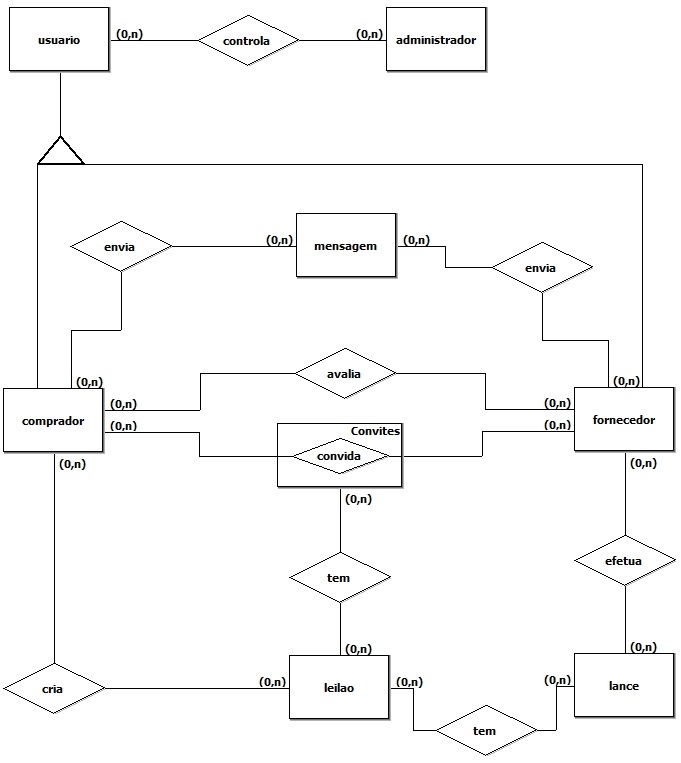 usuario (0,n) controla (0,n) administrador
envia (0,n) mensagem (0,n) envia
(0,n) avalia (0,n)
comprador (0,n) (0,n) fornecedor
(0,n) Convites (0,n)
convida
(0,n) (0,n) (0,n)
tem efetua
(0,n) (0,n)
cria (0,n) leilao (0,n) (0,n) lance
tem